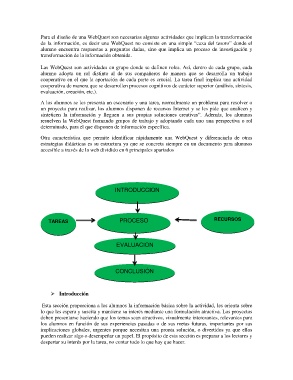 Para el diseño de una WebQuest son necesarias algunas actividades que implican la transformación
de la información, es decir una WebQuest no consiste en una simple "caza del tesoro" donde el
alumno encuentra respuestas a preguntas dadas, sino que implica un proceso de investigación y
transformación de la información obtenida.
Las WebQuest son actividades en grupo donde se definen roles. Así, dentro de cada grupo, cada
alumno adopta un rol distinto al de sus compañeros de manera que se desarrolla un trabajo
cooperativo en el que la aportación de cada parte es crucial. La tarea final implica una actividad
cooperativa de manera que se desarrollen procesos cognitivos de carácter superior (análisis, síntesis,
evaluación, creación, etc.).
A los alumnos se les presenta un escenario y una tarea, normalmente un problema para resolver o
un proyecto para realizar, los alumnos disponen de recursos Internet y se les pide que analicen y
sinteticen la información y lleguen a sus propias soluciones creativas". Además, los alumnos
resuelven la WebQuest formando grupos de trabajo y adoptando cada uno una perspectiva o rol
determinado, para el que disponen de información específica.
Otra característica que permite identificar rápidamente una WebQuest y diferenciarla de otras
estrategias didácticas es su estructura ya que se concreta siempre en un documento para alumnos
accesible a través de la web dividido en 6 principales apartados
INTRODUCCION
TAREAS
PROCESO
RECURSOS
EVALUACION
CONCLUSION
➢ Introducción
Esta sección proporciona a los alumnos la información básica sobre la actividad, los orienta sobre
lo que les espera y suscita y mantiene su interés mediante una formulación atractiva. Los proyectos
deben presentarse haciendo que los temas sean atractivos, visualmente interesantes, relevantes para
los alumnos en función de sus experiencias pasadas o de sus metas futuras, importantes por sus
implicaciones globales, urgentes porque necesitan una pronta solución, o divertidos ya que ellas
pueden realizar algo o desempeñar un papel. El propósito de esta sección es preparar a los lectores y
despertar su interés por la tarea, no contar todo lo que hay que hacer.